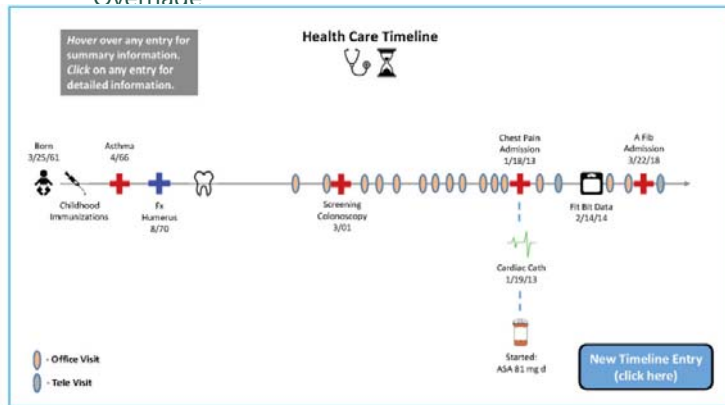 Hover over any entry for
summary information.
Click on any entry for
detailed information.
Health Care Timeline
Born
3/25/61
Asthma
4/66
Chest Pain
Admission
1/18/13
A Fib
Admission
3/22/18
Childhood
Immunizations
Fx
Humerus
8/70
Screening
Colonoscopy
3/01
Fit Bit Data
2/14/14
Cardiac Cath
1/19/13
Started:
ASA 81 mg d
- Office Visit
- Tele Visit
New Timeline Entry
(click here)